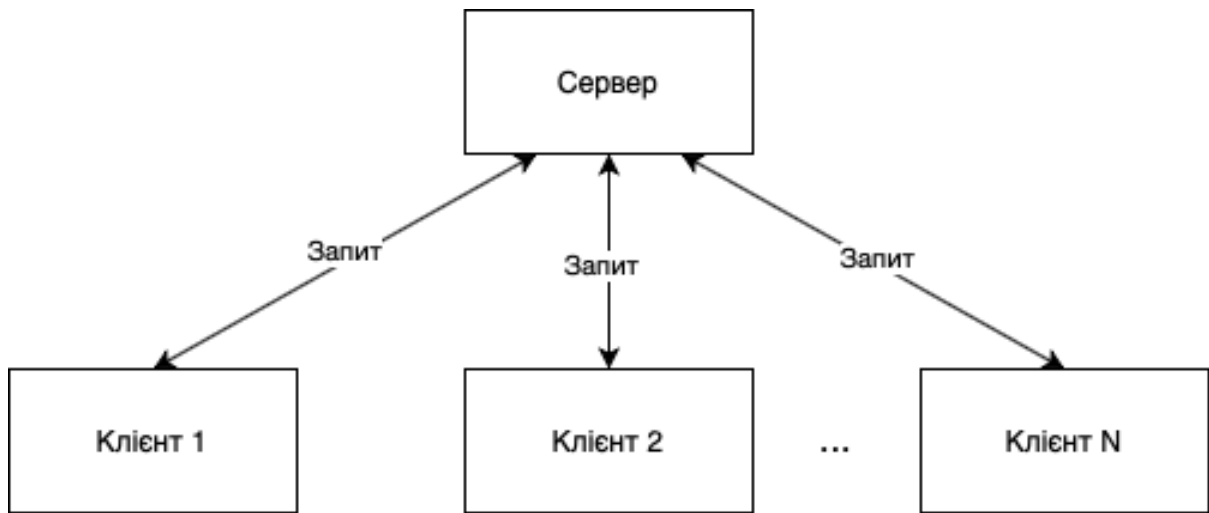 Сервер
Запит
Запит
Запит
Клієнт 1
Клієнт 2
...
Клієнт N